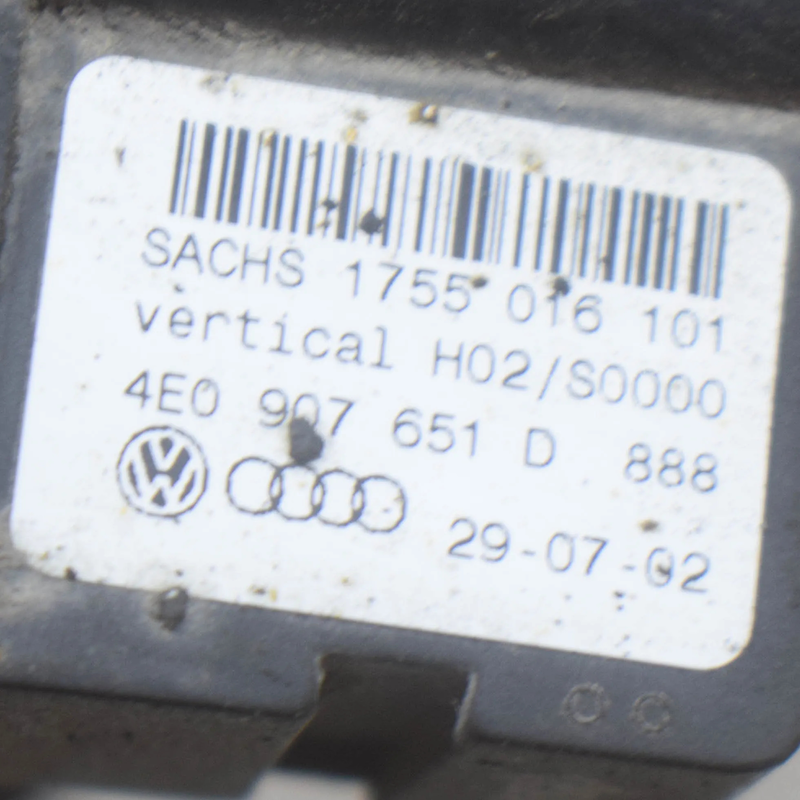 SACHS 1755 016 101
vertical H02/S0000
4E0 907 651 D 888
29-07-02